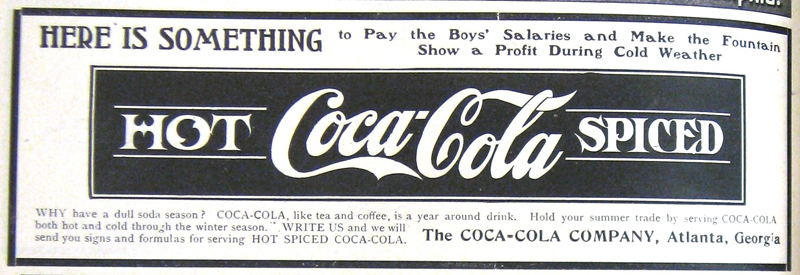 HERE IS SOMETHING to Pay the Boys' Salaries and Make the Fountain
Show a Profit During Cold Weather
HOT Coca-Cola SPICED
WHY have a dull soda season? COCA-COLA, like tea and coffee, is a year around drink. Hold your summer trade by serving COCA-COLA
both hot and cold through the winter season. WRITE US and we will
send you signs and formulas for serving HOT SPICED COCA-COLA.
The COCA-COLA COMPANY, Atlanta, Georgia